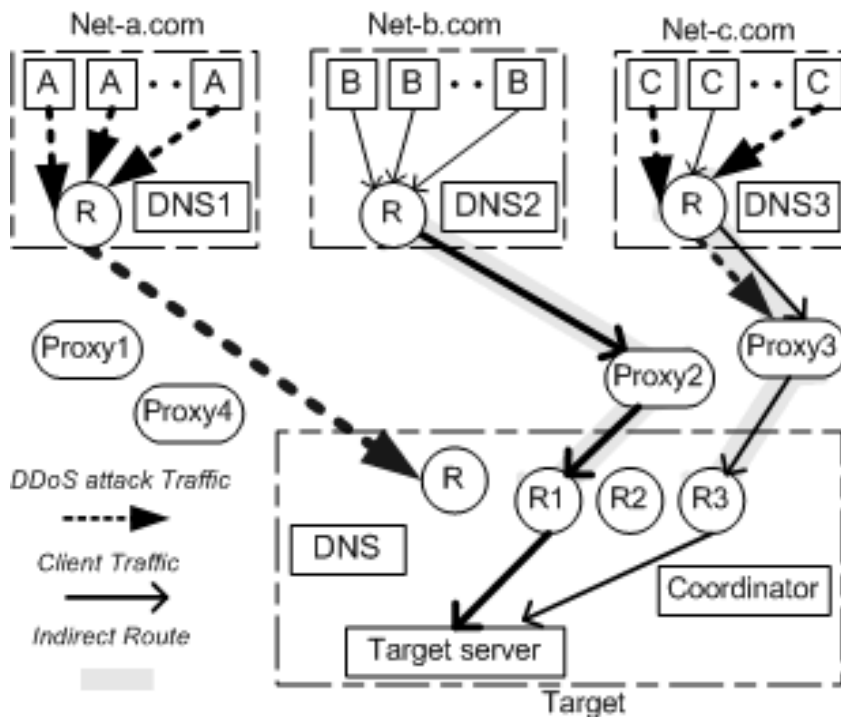 Net-a.com Net-b.com Net-c.com
A A •• A B B •• B C C •• C
R DNS1 R DNS2 R DNS3
Proxy1 Proxy2 Proxy3
Proxy4
DDoS attack Traffic
R R1 R2 R3
DNS
Client Traffic
Coordinator
Indirect Route
Target server
Target